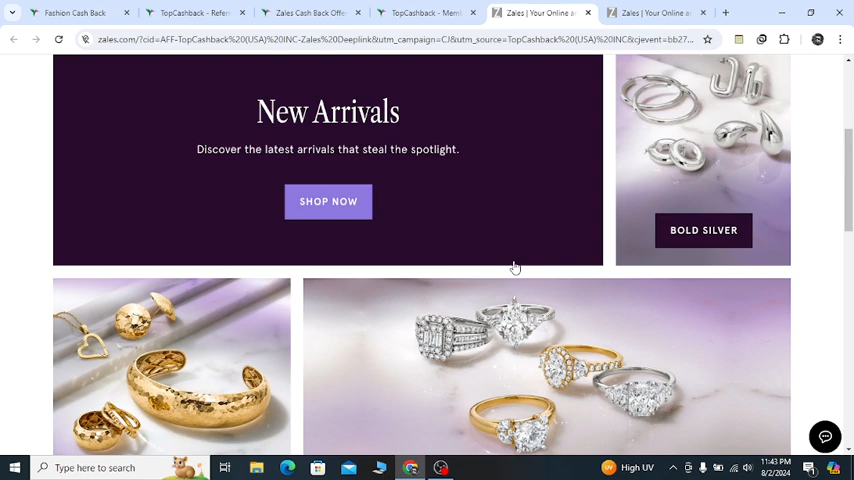 Fashion Cash Back
TopCashback - Refer
Zales Cash Back Offer
TopCashback - Mem
Zales | Your Online a
Zales | Your Online a
zales.com/?cid=AFF-TopCashback%20(USA)%20INC-Zales%20Deeplink&utm_campaign=CJ&utm_source=TopCashback%20(USA)%20INC&cjevent=bb27...
New Arrivals
Discover the latest arrivals that steal the spotlight.
SHOP NOW
BOLD SILVER
Type here to search
High UV
11:43 PM
8/2/2024